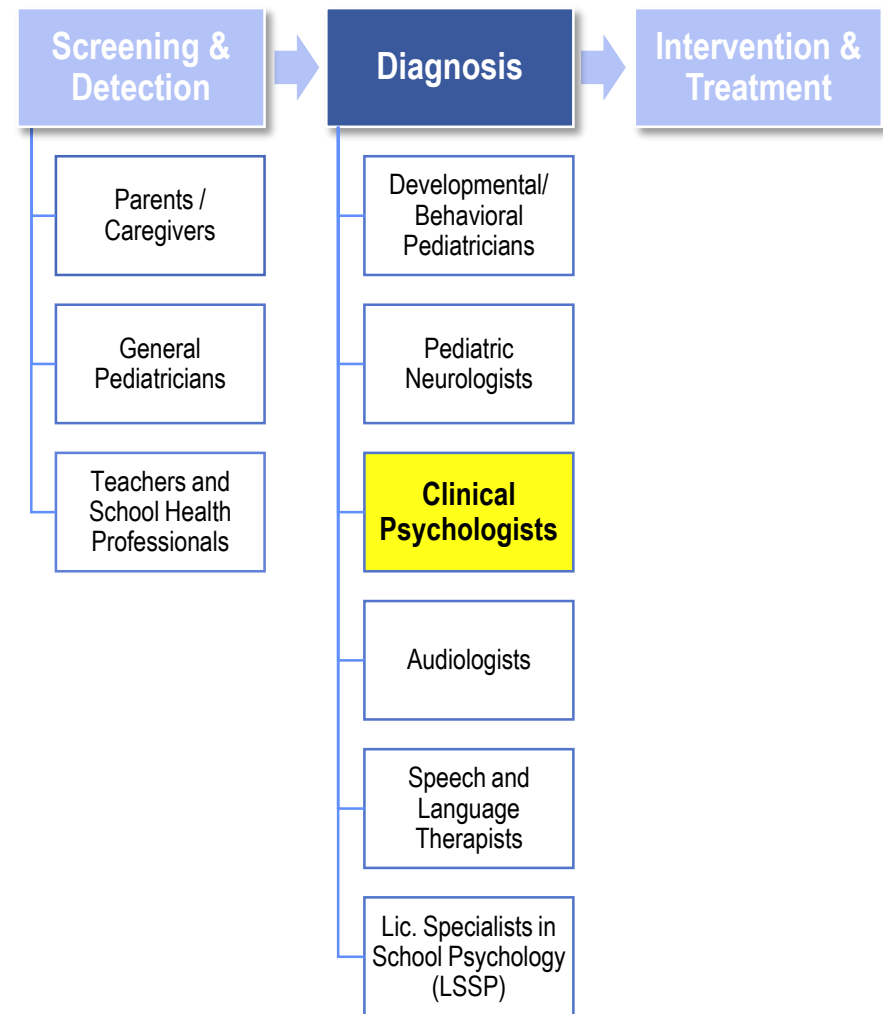 Screening &
Detection
Diagnosis
Intervention &
Treatment
Parents /
Caregivers
General
Pediatricians
Teachers and
School Health
Professionals
Developmental/
Behavioral
Pediatricians
Pediatric
Neurologists
Clinical
Psychologists
Audiologists
Speech and
Language
Therapists
Lic. Specialists in
School Psychology
(LSSP)